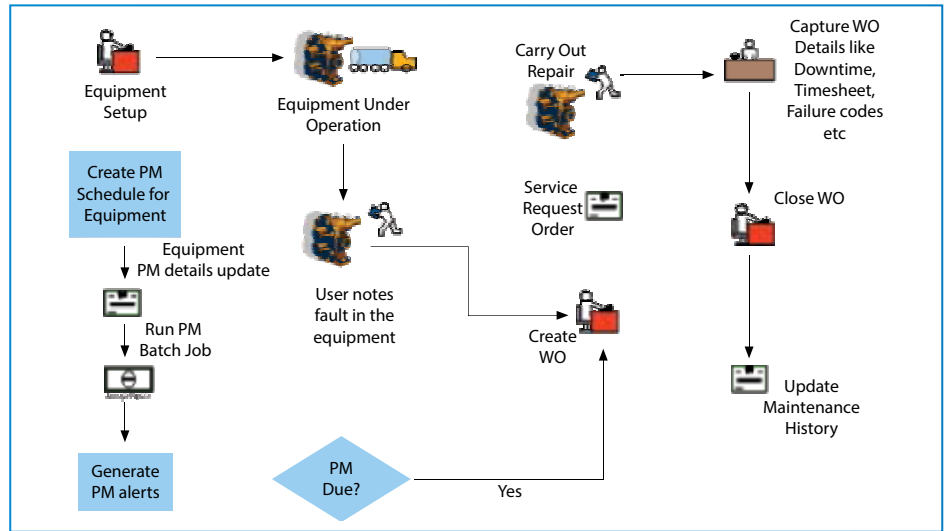 Equipment
Setup
Equipment Under
Operation
Carry Out
Repair
Capture WO
Details like
Downtime,
Timesheet,
Failure codes
etc
Create PM
Schedule for
Equipment
Equipment
PM details update
Run PM
Batch Job
Generate
PM alerts
User notes
fault in the
equipment
Service
Request
Order
Create
WO
PM
Due?
Yes
Close WO
Update
Maintenance
History